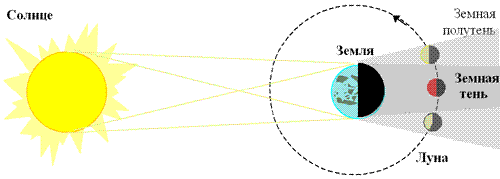 Солнце
Земля
Земная
полутень
Земная
тень
Луна